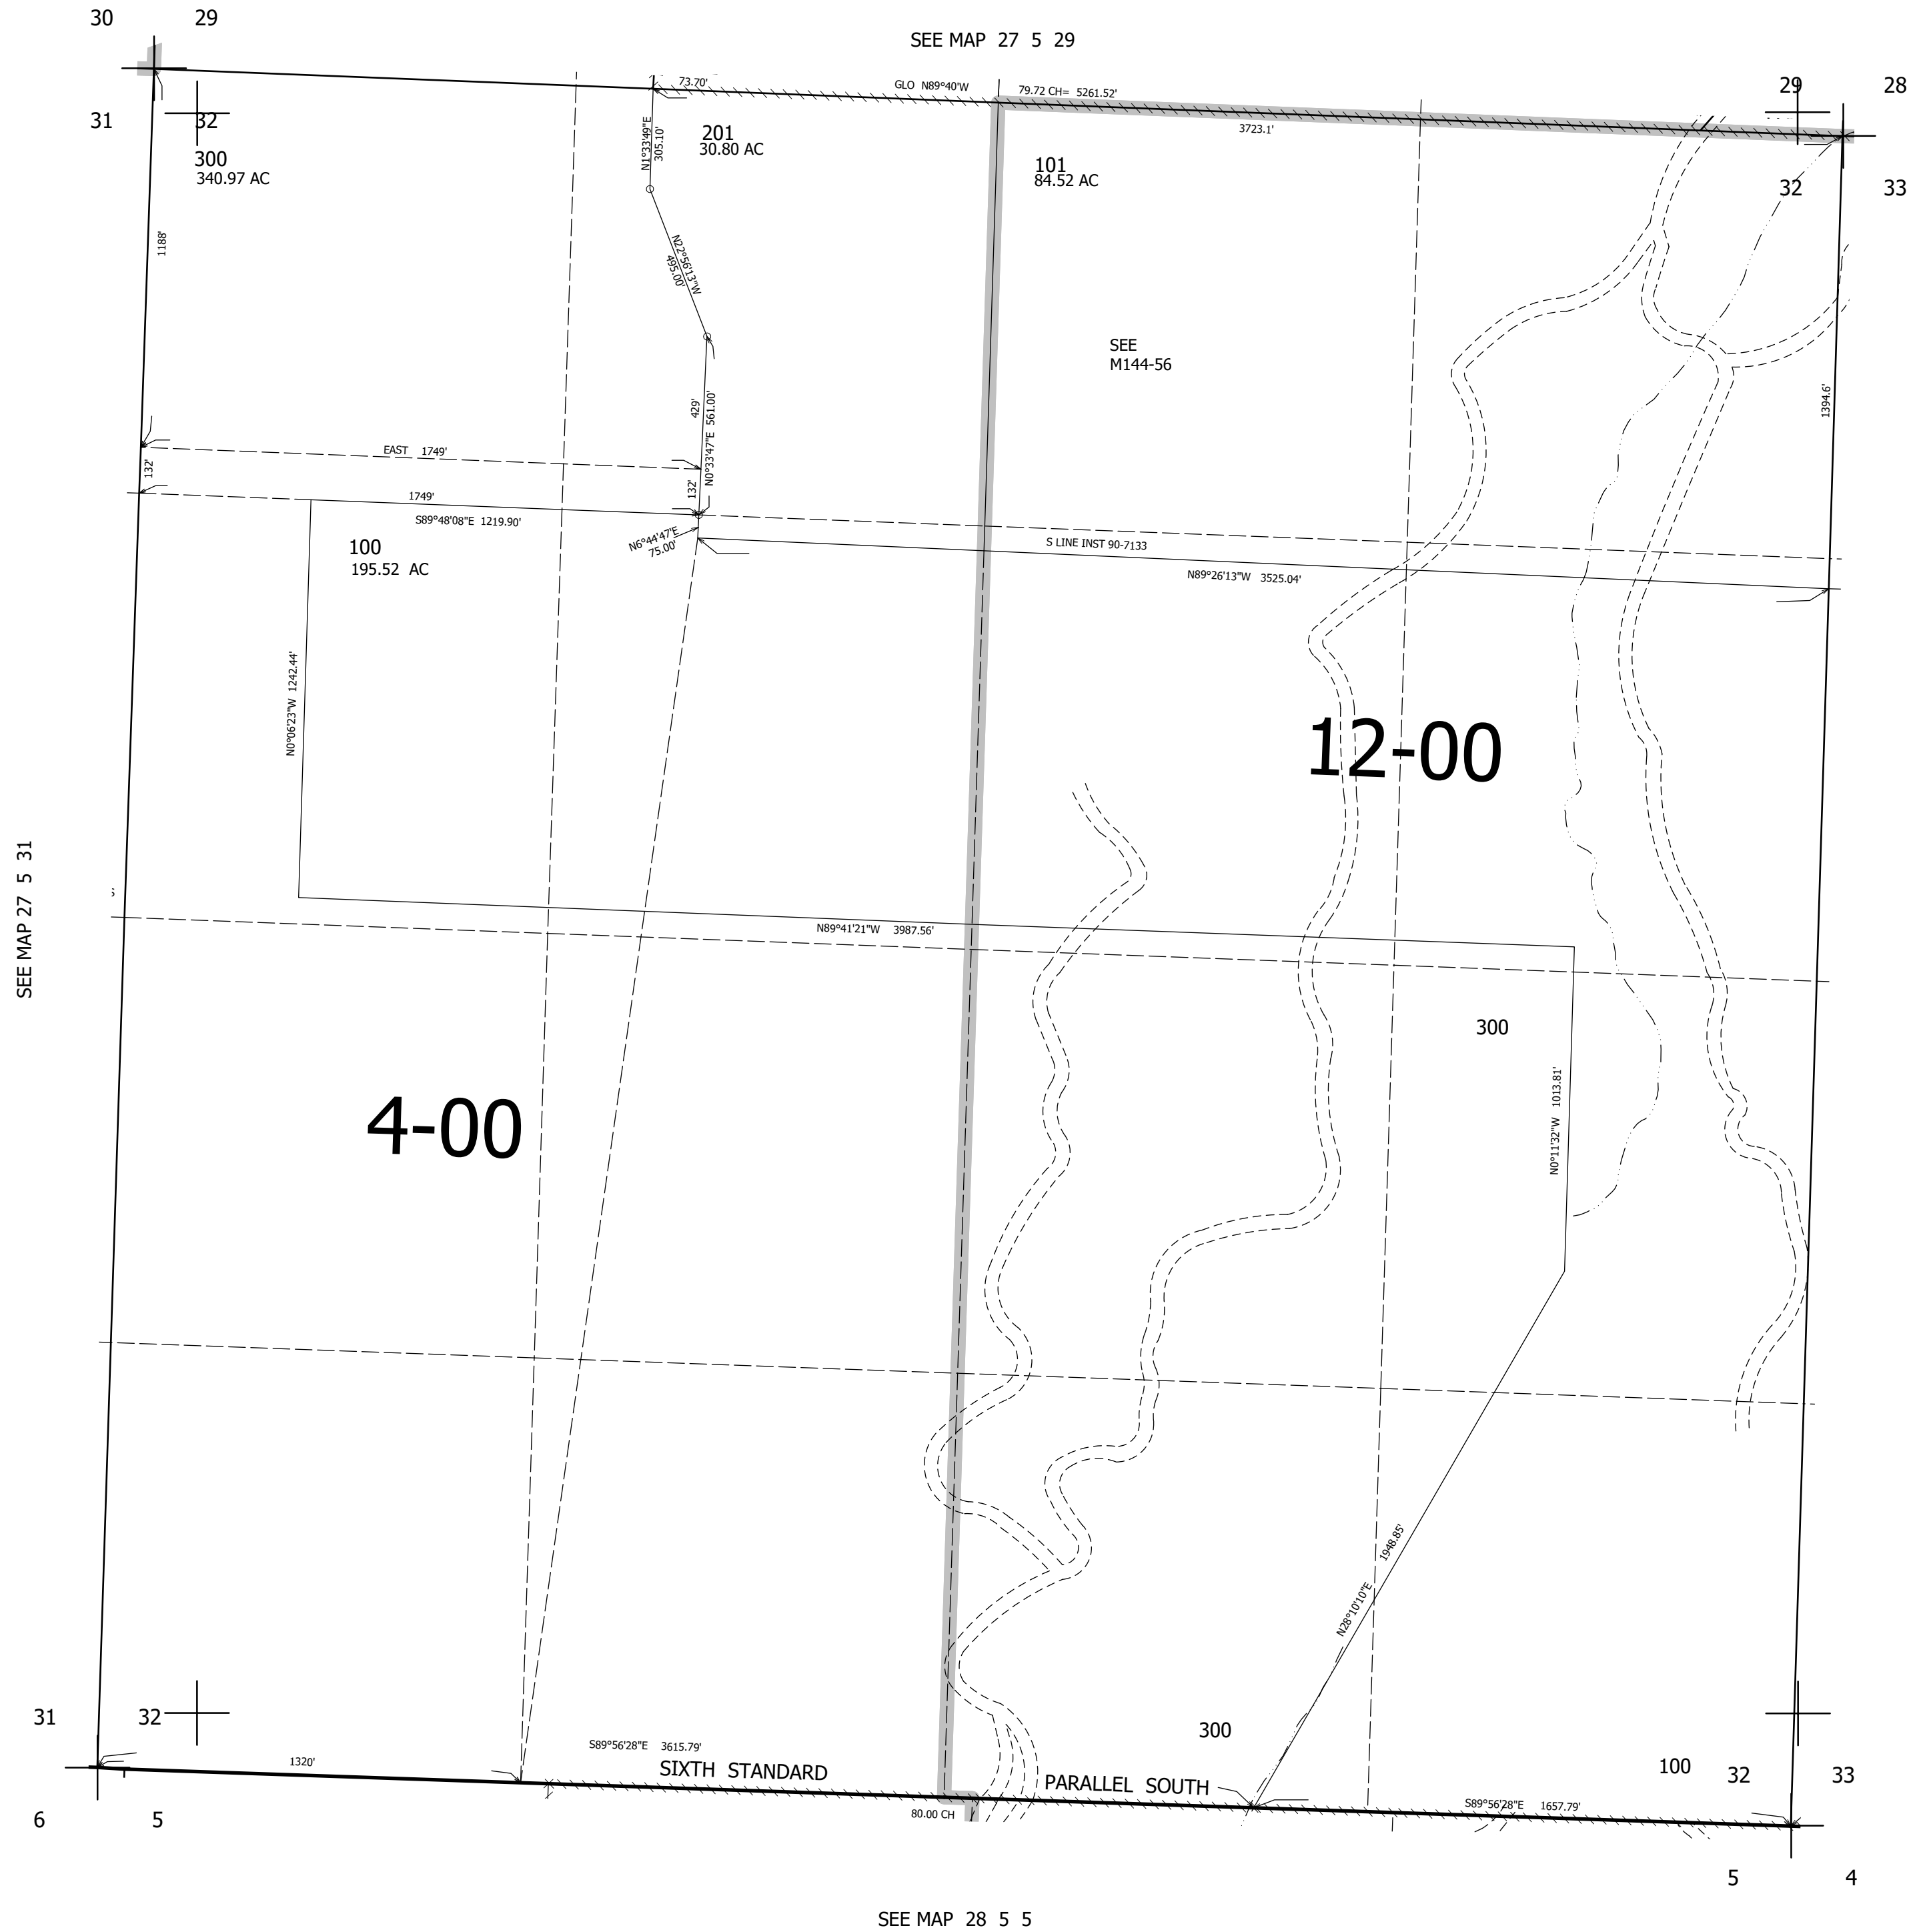 30 29
SEE MAP 27 5 29
29 28
73.70'
GLO N89°40'W
79.72 CH= 5261.52'
3723.1'
31 32
300
340.97 AC
N1°33'49"E
305.10'
201
30.80 AC
101
84.52 AC
32 33
1188'
N22°56'13"W
495.00'
SEE
M144-56
1394.6'
429'
N0°33'47"E 561.00'
EAST 1749'
132'
132'
1749'
S89°48'08"E 1219.90'
N6°44'47"E
75.00'
S LINE INST 90-7133
N89°26'13"W 3525.04'
100
195.52 AC
N0°06'23"W 1242.44'
12-00
SEE MAP 27 5 31
N89°41'21"W 3987.56'
300
4-00
N0°11'32"W 1013.81'
1948.85'
N28°10'10"E
31 32
300
1320'
S89°56'28"E 3615.79'
SIXTH STANDARD
PARALLEL SOUTH
100
32 33
S89°56'28"E 1657.79'
80.00 CH
6 5
5 4
SEE MAP 28 5 5